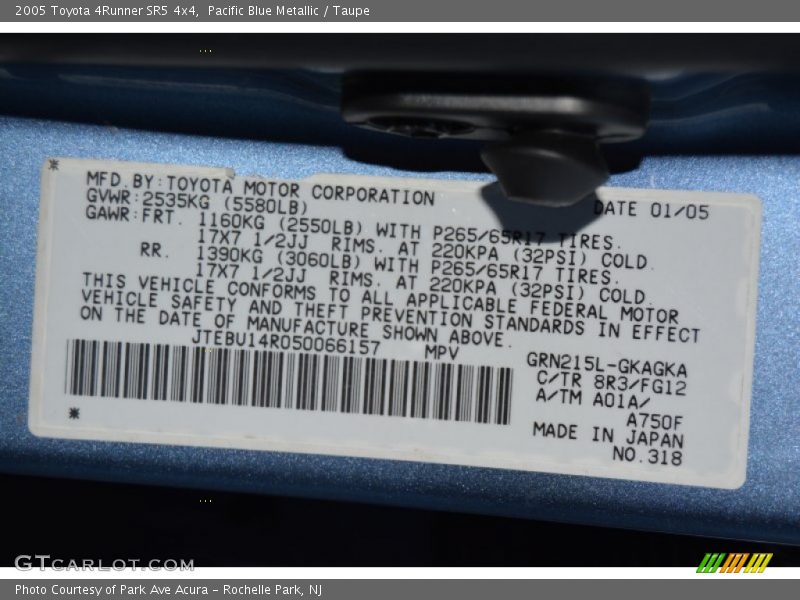 2005 Toyota 4Runner SR5 4x4, Pacific Blue Metallic / Taupe
MFD.BY:TOYOTA MOTOR CORPORATION DATE 01/05
GVWR:2535KG (5580LB)
GAWR:FRT. 1160KG (2550LB) WITH P265/65R17 TIRES.
17X7 1/2JJ RIMS. AT 220KPA (32PSI) COLD.
RR. 1390KG (3060LB) WITH P265/65R17 TIRES.
17X7 1/2JJ RIMS. AT 220KPA (32PSI) COLD.
THIS VEHICLE CONFORMS TO ALL APPLICABLE FEDERAL MOTOR
VEHICLE SAFETY AND THEFT PREVENTION STANDARDS IN EFFECT
ON THE DATE OF MANUFACTURE SHOWN ABOVE.
JTEBU14R050066157 MPV
GRN215L-GKAGKA
C/TR 8R3/FG12
A/TM A01A/
A750F
MADE IN JAPAN
NO.318
GTCARLOT.COM
Photo Courtesy of Park Ave Acura - Rochelle Park, NJ